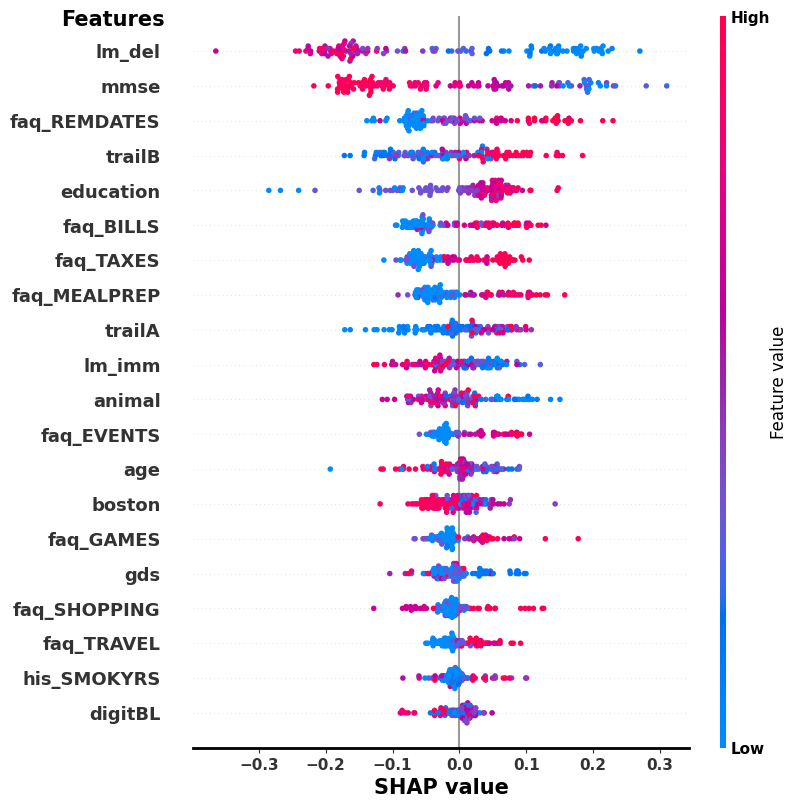 Features
High
lm_del
mmse
faq_REMDATES
trailB
education
faq_BILLS
faq_TAXES
faq_MEALPREP
trailA
lm_imm
animal
faq_EVENTS
age
boston
faq_GAMES
gds
faq_SHOPPING
faq_TRAVEL
his_SMOKYRS
digitBL
Feature value
Low
−0.3 −0.2 −0.1 0.0 0.1 0.2 0.3
SHAP value